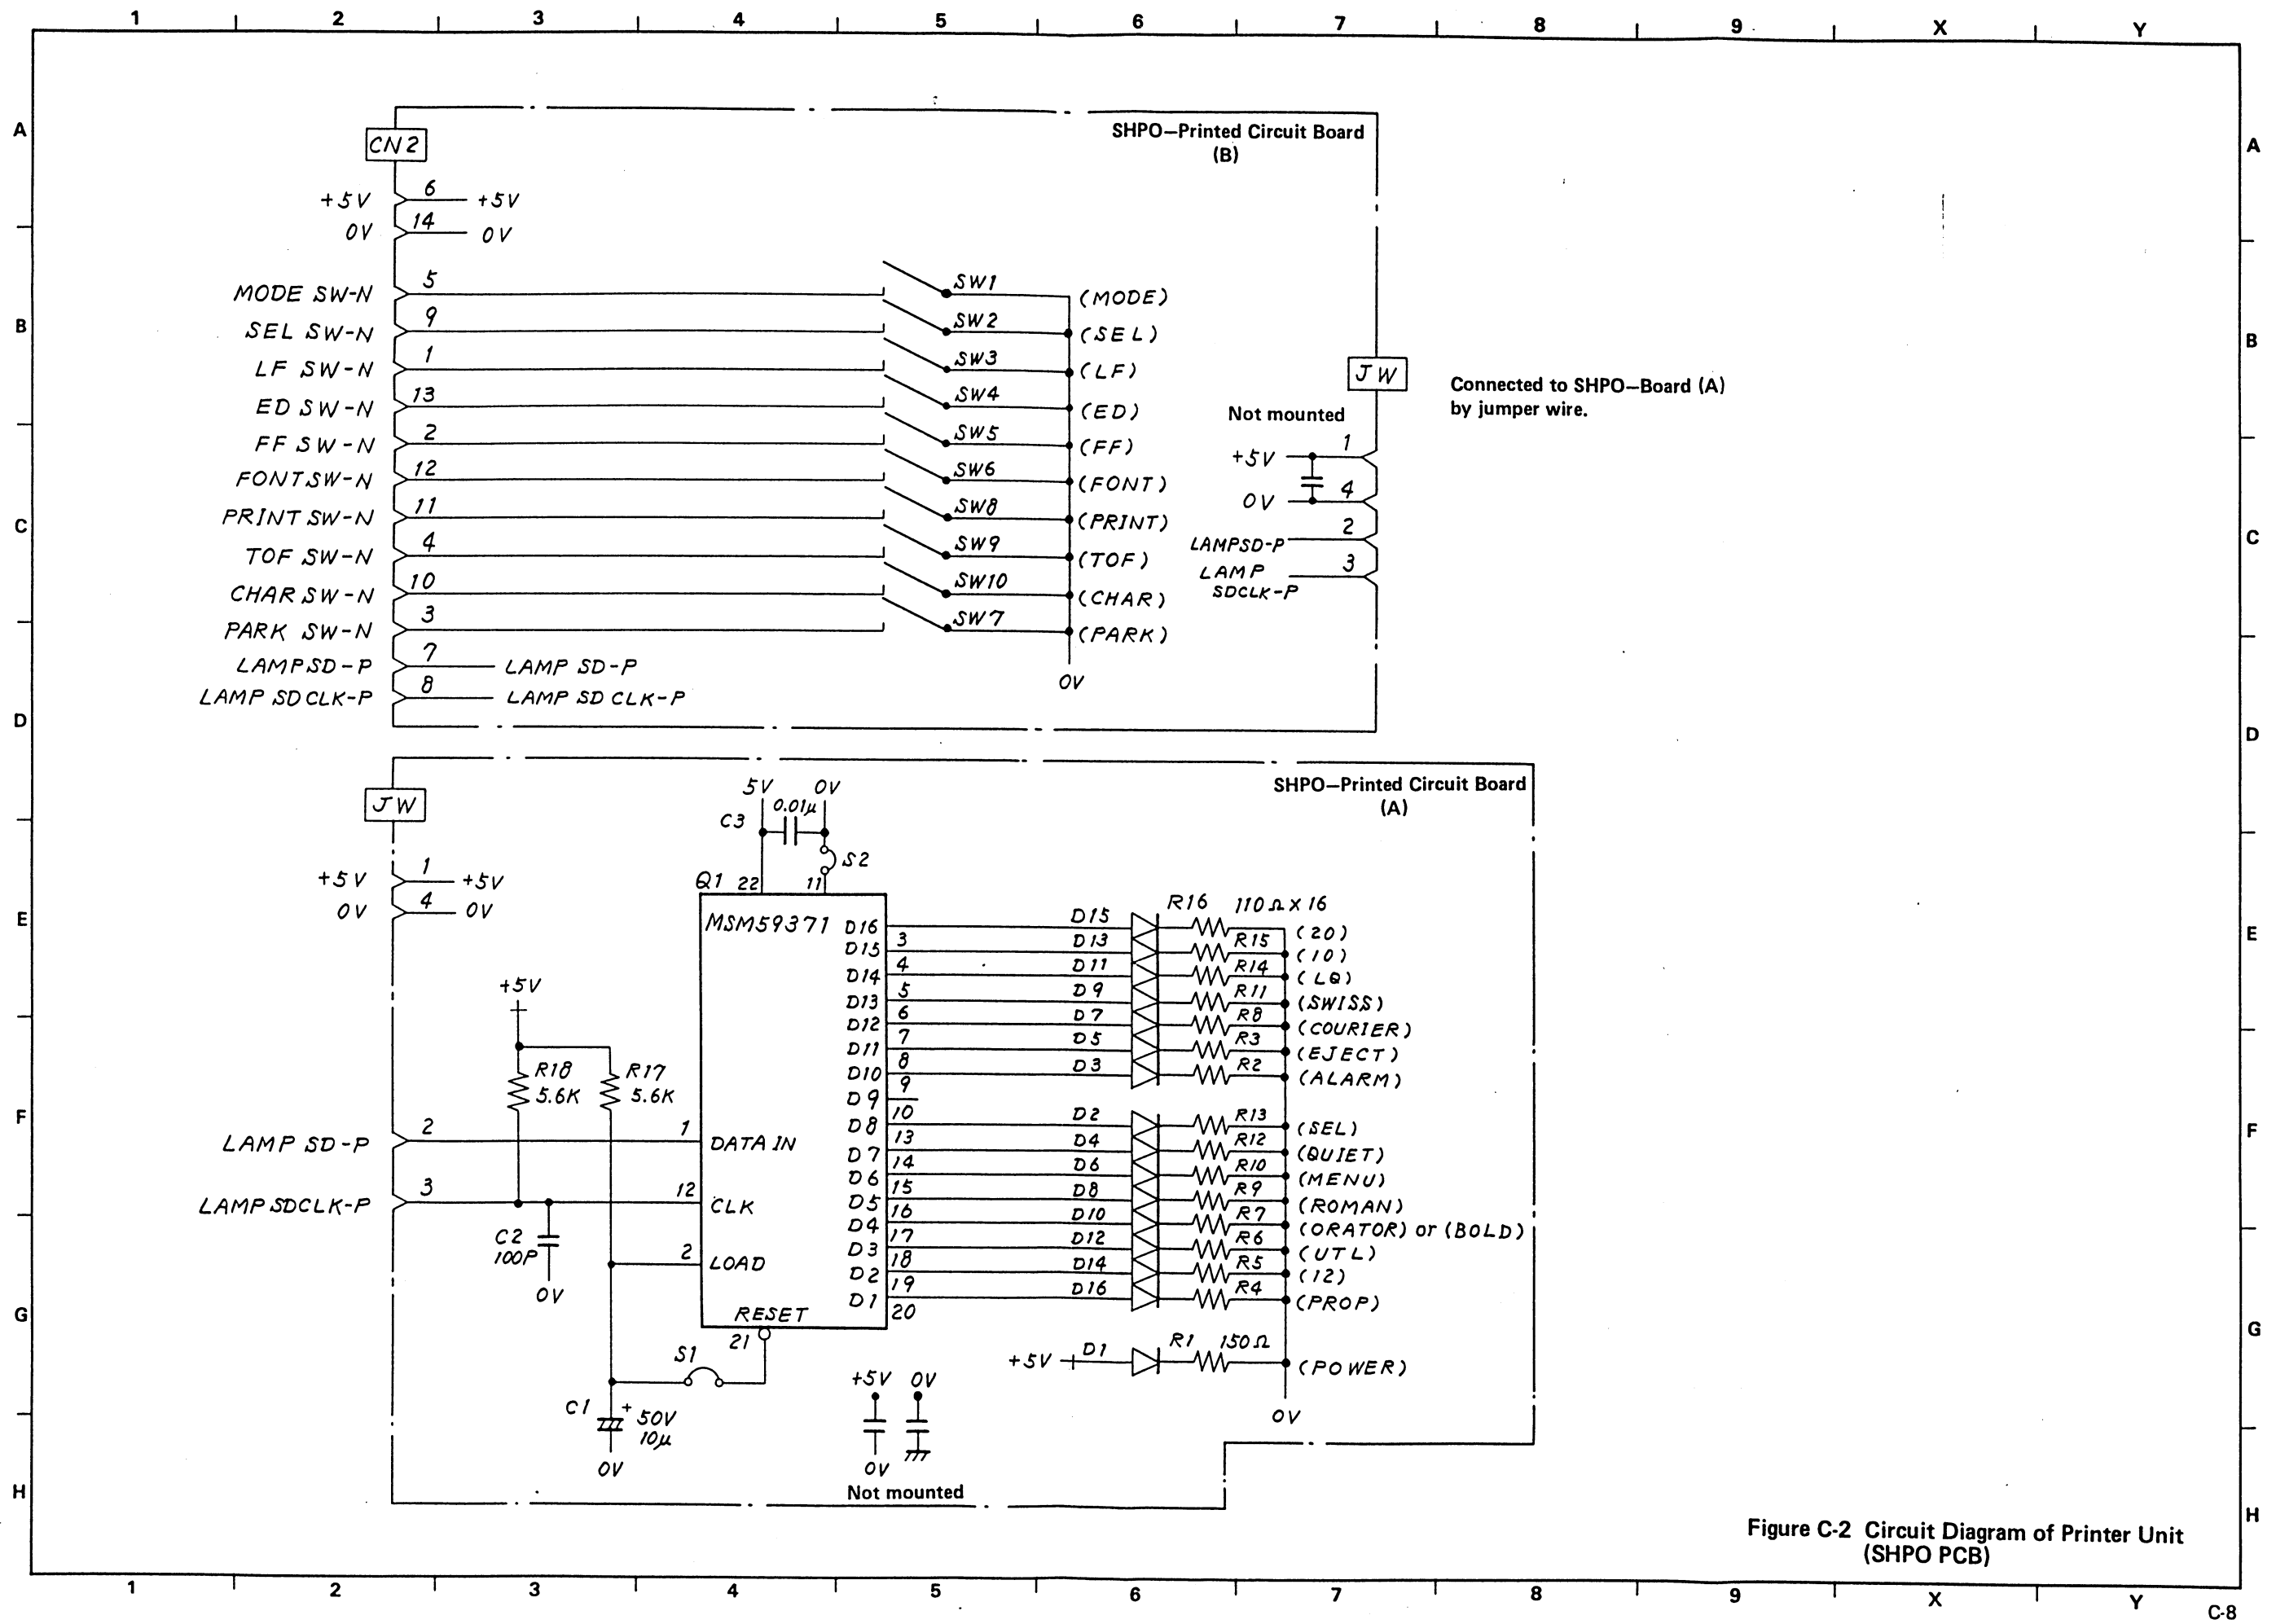 1 2 3 4 5 6 7 8 9 X Y
A
SHPO—Printed Circuit Board
(B)
A
CN2
+5V 6 +5V
0V 14 0V
MODE SW-N 5 SW1 (MODE)
B
SEL SW-N 9 SW2 (SEL)
B
LF SW-N 1 SW3 (LF)
JW
ED SW-N 13 SW4 (ED)
Connected to SHPO—Board (A)
by jumper wire.
Not mounted
FF SW-N 2 SW5 (FF)
+5V 1
FONT SW-N 12 SW6 (FONT)
0V 4
C
PRINT SW-N 11 SW8 (PRINT)
LAMPSD-P 2
C
TOF SW-N 4 SW9 (TOF)
LAMP 3
SDCLK-P
CHAR SW-N 10 SW10 (CHAR)
PARK SW-N 3 SW7 (PARK)
LAMPSD-P 7 LAMP SD-P
LAMP SDCLK-P 8 LAMP SD CLK-P
0V
D
D
SHPO—Printed Circuit Board
(A)
JW
5V 0V
C3 0.01μ
S2
+5V 1 +5V
0V 4 0V
Q1 22 11
E
E
MSM59371
R16 110Ω X 16
D16 3 D15 (20)
D15 4 D13 R15 (10)
D14 5 D11 R14 (LQ)
D13 6 D9 R11 (SWISS)
D12 7 D7 R8 (COURIER)
D11 8 D5 R3 (EJECT)
D10 9 D3 R2 (ALARM)
D9 10
D8 13 D2 R13 (SEL)
D7 14 D4 R12 (QUIET)
D6 15 D6 R10 (MENU)
D5 16 D8 R9 (ROMAN)
D4 17 D10 R7 (ORATOR) or (BOLD)
D3 18 D12 R6 (UTL)
D2 19 D14 R5 (12)
D1 20 D16 R4 (PROP)
+5V
R18
5.6K
R17
5.6K
F
F
LAMP SD-P 2 1 DATA IN
LAMP SDCLK-P 3 12 CLK
C2
100P
0V
2 LOAD
G
G
RESET
21
S1
+5V D1 R1 150Ω (POWER)
0V
C1 + 50V
10μ
0V
+5V 0V
0V
Not mounted
H
H
Figure C-2 Circuit Diagram of Printer Unit
(SHPO PCB)
1 2 3 4 5 6 7 8 9 X Y
C-8